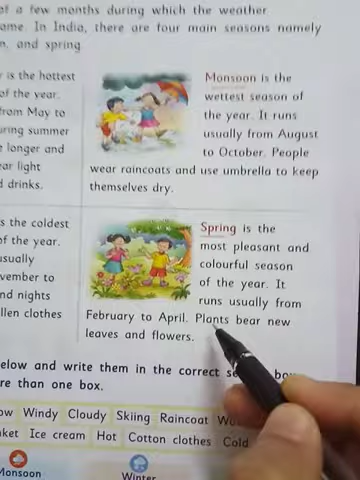 of a few months during which the weather
ame. In India, there are four main seasons namely
n, and spring
r is the hottest
of the year.
from May to
uring summer
e longer and
ear light
d drinks.
Monsoon is the
wettest season of
the year. It runs
usually from August
to October. People
wear raincoats and use umbrella to keep
themselves dry.
s the coldest
of the year.
usually
vember to
nd nights
llen clothes
Spring is the
most pleasant and
colourful season
of the year. It
runs usually from
February to April. Plants bear new
leaves and flowers.
elow and write them in the correct se
re than one box.
ow Windy Cloudy Skiing Raincoat
ket Ice cream Hot Cotton clothes Cold
Monsoon
Winter